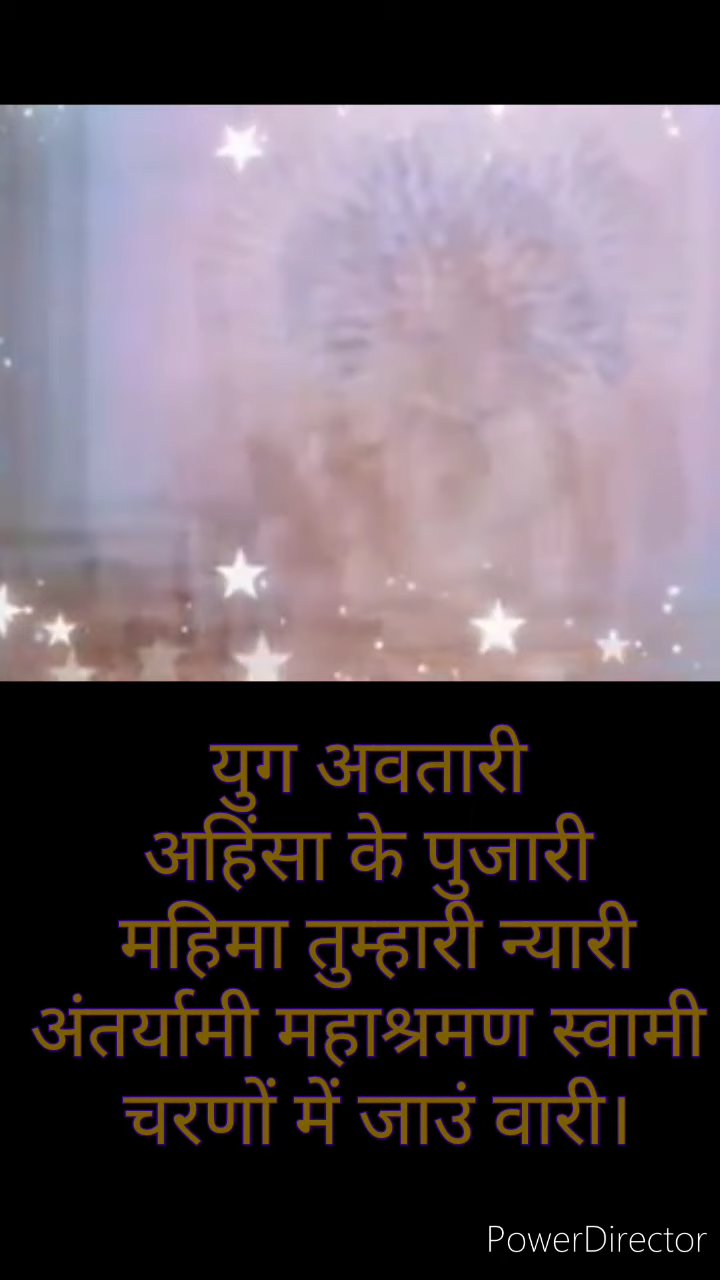 युग अवतारी
अहिंसा के पुजारी
महिमा तुम्हारी न्यारी
अंतर्यामी महाश्रमण स्वामी
चरणों में जाउं वारी।
PowerDirector